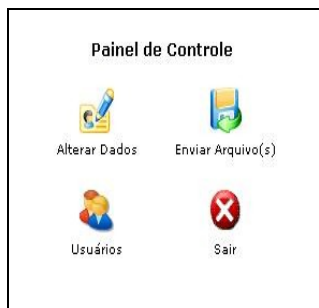 Painel de Controle
Alterar Dados
Enviar Arquivo(s)
Usuários
Sair